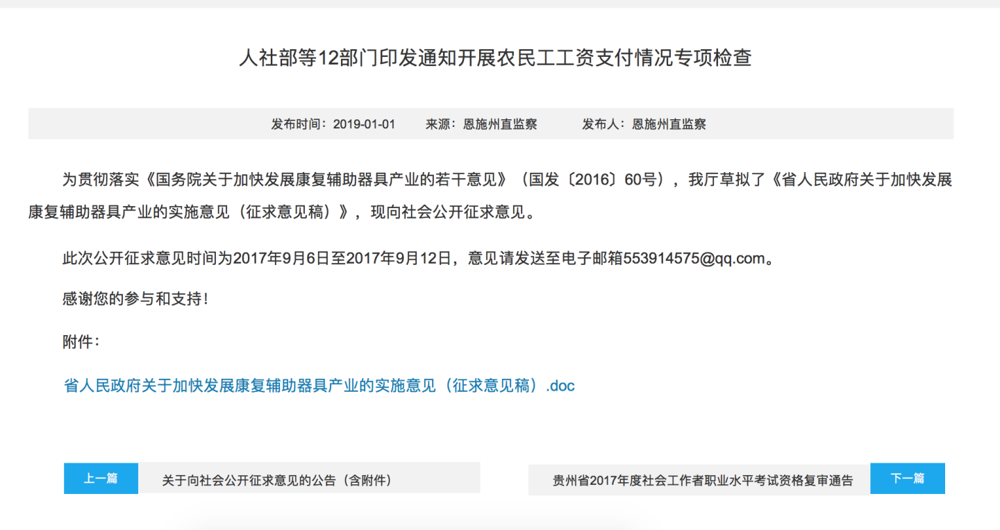 人社部等12部门印发通知开展农民工工资支付情况专项检查
发布时间：2019-01-01 来源：恩施州直监察 发布人：恩施州直监察
为贯彻落实《国务院关于加快发展康复辅助器具产业的若干意见》（国发〔2016〕60号），我厅草拟了《省人民政府关于加快发展
康复辅助器具产业的实施意见（征求意见稿）》，现向社会公开征求意见。
此次公开征求意见时间为2017年9月6日至2017年9月12日，意见请发送至电子邮箱553914575@qq.com。
感谢您的参与和支持！
附件：
省人民政府关于加快发展康复辅助器具产业的实施意见（征求意见稿）.doc
上一篇 关于向社会公开征求意见的公告（含附件） 贵州省2017年度社会工作者职业水平考试资格复审通告 下一篇